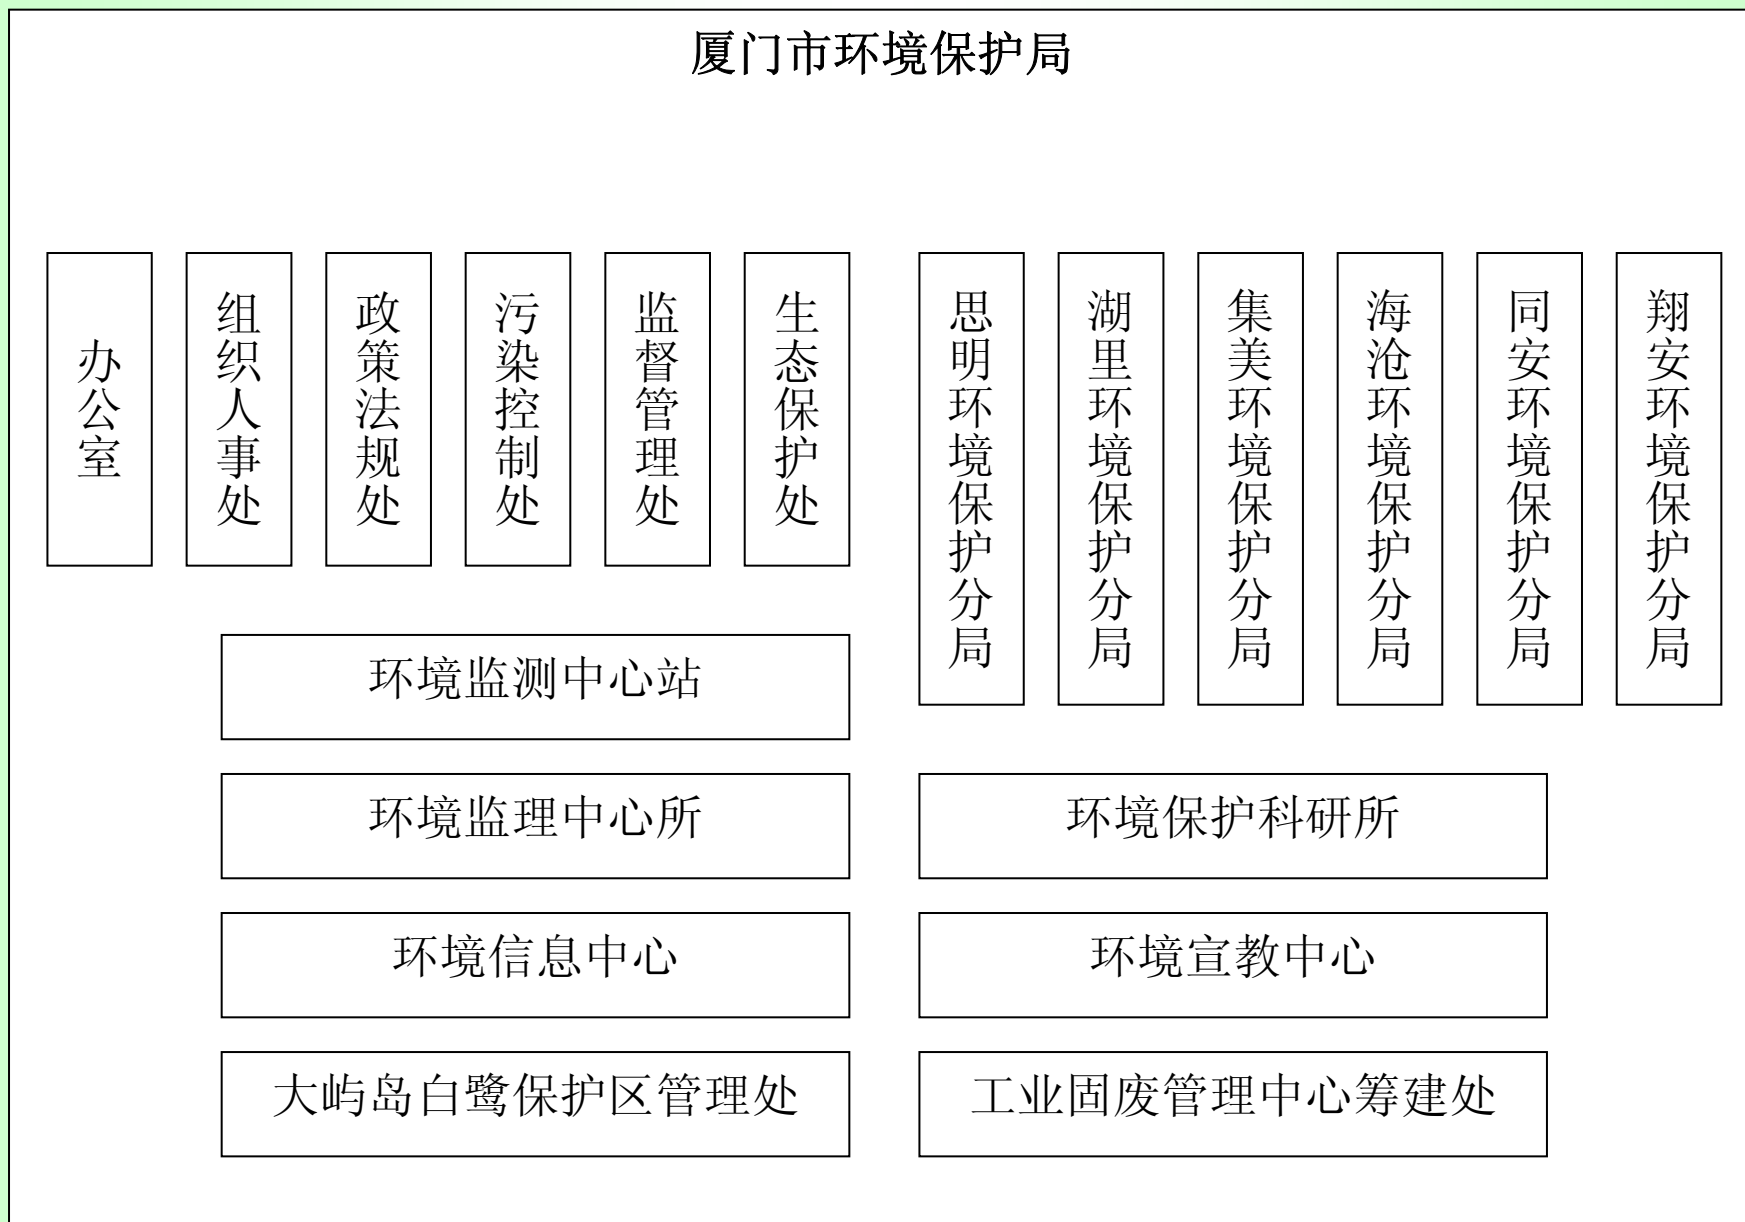 厦门市环境保护局
办公室
组织人事处
政策法规处
污染控制处
监督管理处
生态保护处
思明环境保护分局
湖里环境保护分局
集美环境保护分局
海沧环境保护分局
同安环境保护分局
翔安环境保护分局
环境监测中心站
环境监理中心所
环境保护科研所
环境信息中心
环境宣教中心
大屿岛白鹭保护区管理处
工业固废管理中心筹建处